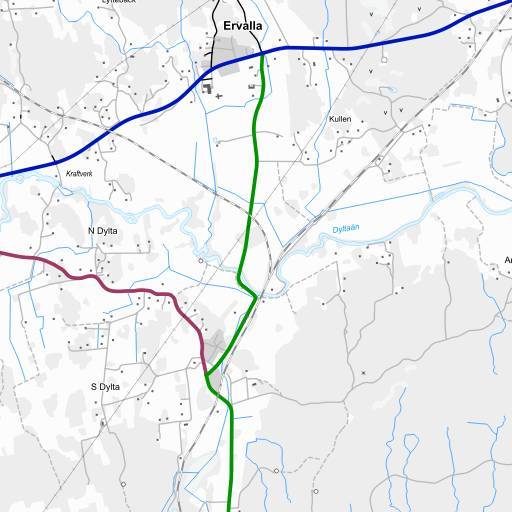 Ervalla
Kullen
Kraftverk
Dyltaån
N Dylta
S Dylta